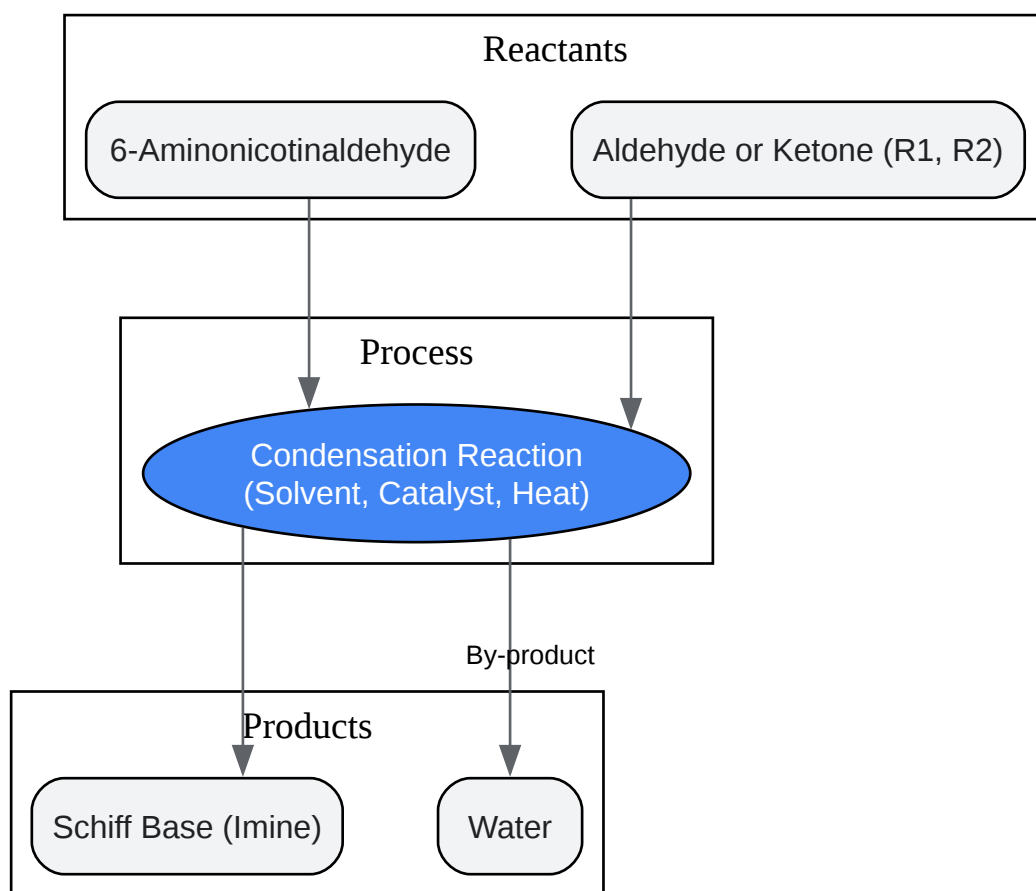 Reactants
6-Aminonicotinaldehyde
Aldehyde or Ketone (R1, R2)
Process
Condensation Reaction
(Solvent, Catalyst, Heat)
By-product
Products
Schiff Base (Imine)
Water